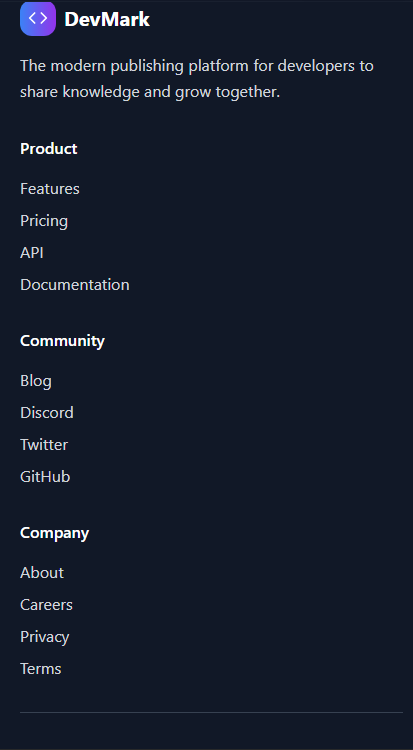 DevMark
The modern publishing platform for developers to
share knowledge and grow together.
Product
Features
Pricing
API
Documentation
Community
Blog
Discord
Twitter
GitHub
Company
About
Careers
Privacy
Terms